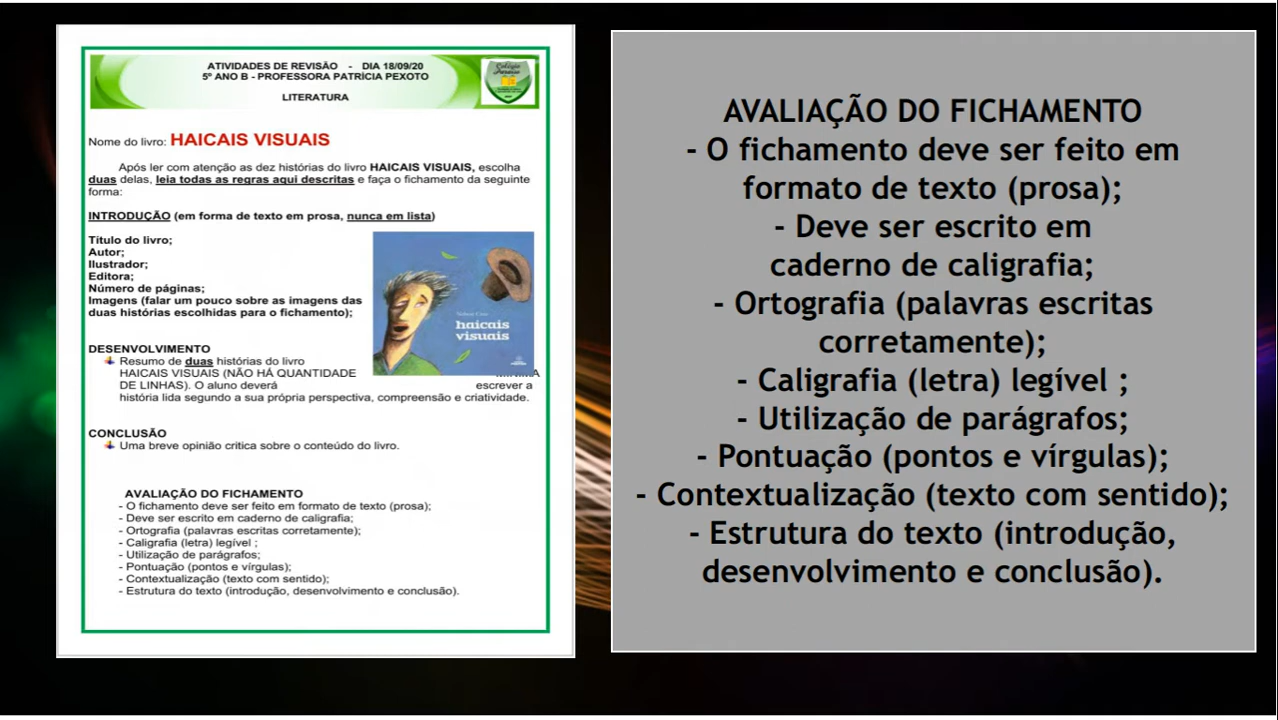 ATIVIDADES DE REVISÃO - DIA 18/09/20
5º ANO B - PROFESSORA PATRÍCIA PEXOTO
LITERATURA
Nome do livro: HAICAIS VISUAIS
Após ler com atenção as dez histórias do livro HAICAIS VISUAIS, escolha
duas delas, leia todas as regras aqui descritas e faça o fichamento da seguinte
forma:
INTRODUÇÃO (em forma de texto em prosa, nunca em lista)
Título do livro;
Autor;
Ilustrador;
Editora;
Número de páginas;
Imagens (falar um pouco sobre as imagens das
duas histórias escolhidas para o fichamento);
haicais
visuais
DESENVOLVIMENTO
Resumo de duas histórias do livro
HAICAIS VISUAIS (NÃO HÁ QUANTIDADE
DE LINHAS). O aluno deverá escrever a
história lida segundo a sua própria perspectiva, compreensão e criatividade.
CONCLUSÃO
Uma breve opinião critica sobre o conteúdo do livro.
AVALIAÇÃO DO FICHAMENTO
- O fichamento deve ser feito em formato de texto (prosa);
- Deve ser escrito em caderno de caligrafia;
- Ortografia (palavras escritas corretamente);
- Caligrafia (letra) legível ;
- Utilização de parágrafos;
- Pontuação (pontos e vírgulas);
- Contextualização (texto com sentido);
- Estrutura do texto (introdução, desenvolvimento e conclusão).
AVALIAÇÃO DO FICHAMENTO
- O fichamento deve ser feito em
formato de texto (prosa);
- Deve ser escrito em
caderno de caligrafia;
- Ortografia (palavras escritas
corretamente);
- Caligrafia (letra) legível ;
- Utilização de parágrafos;
- Pontuação (pontos e vírgulas);
- Contextualização (texto com sentido);
- Estrutura do texto (introdução,
desenvolvimento e conclusão).